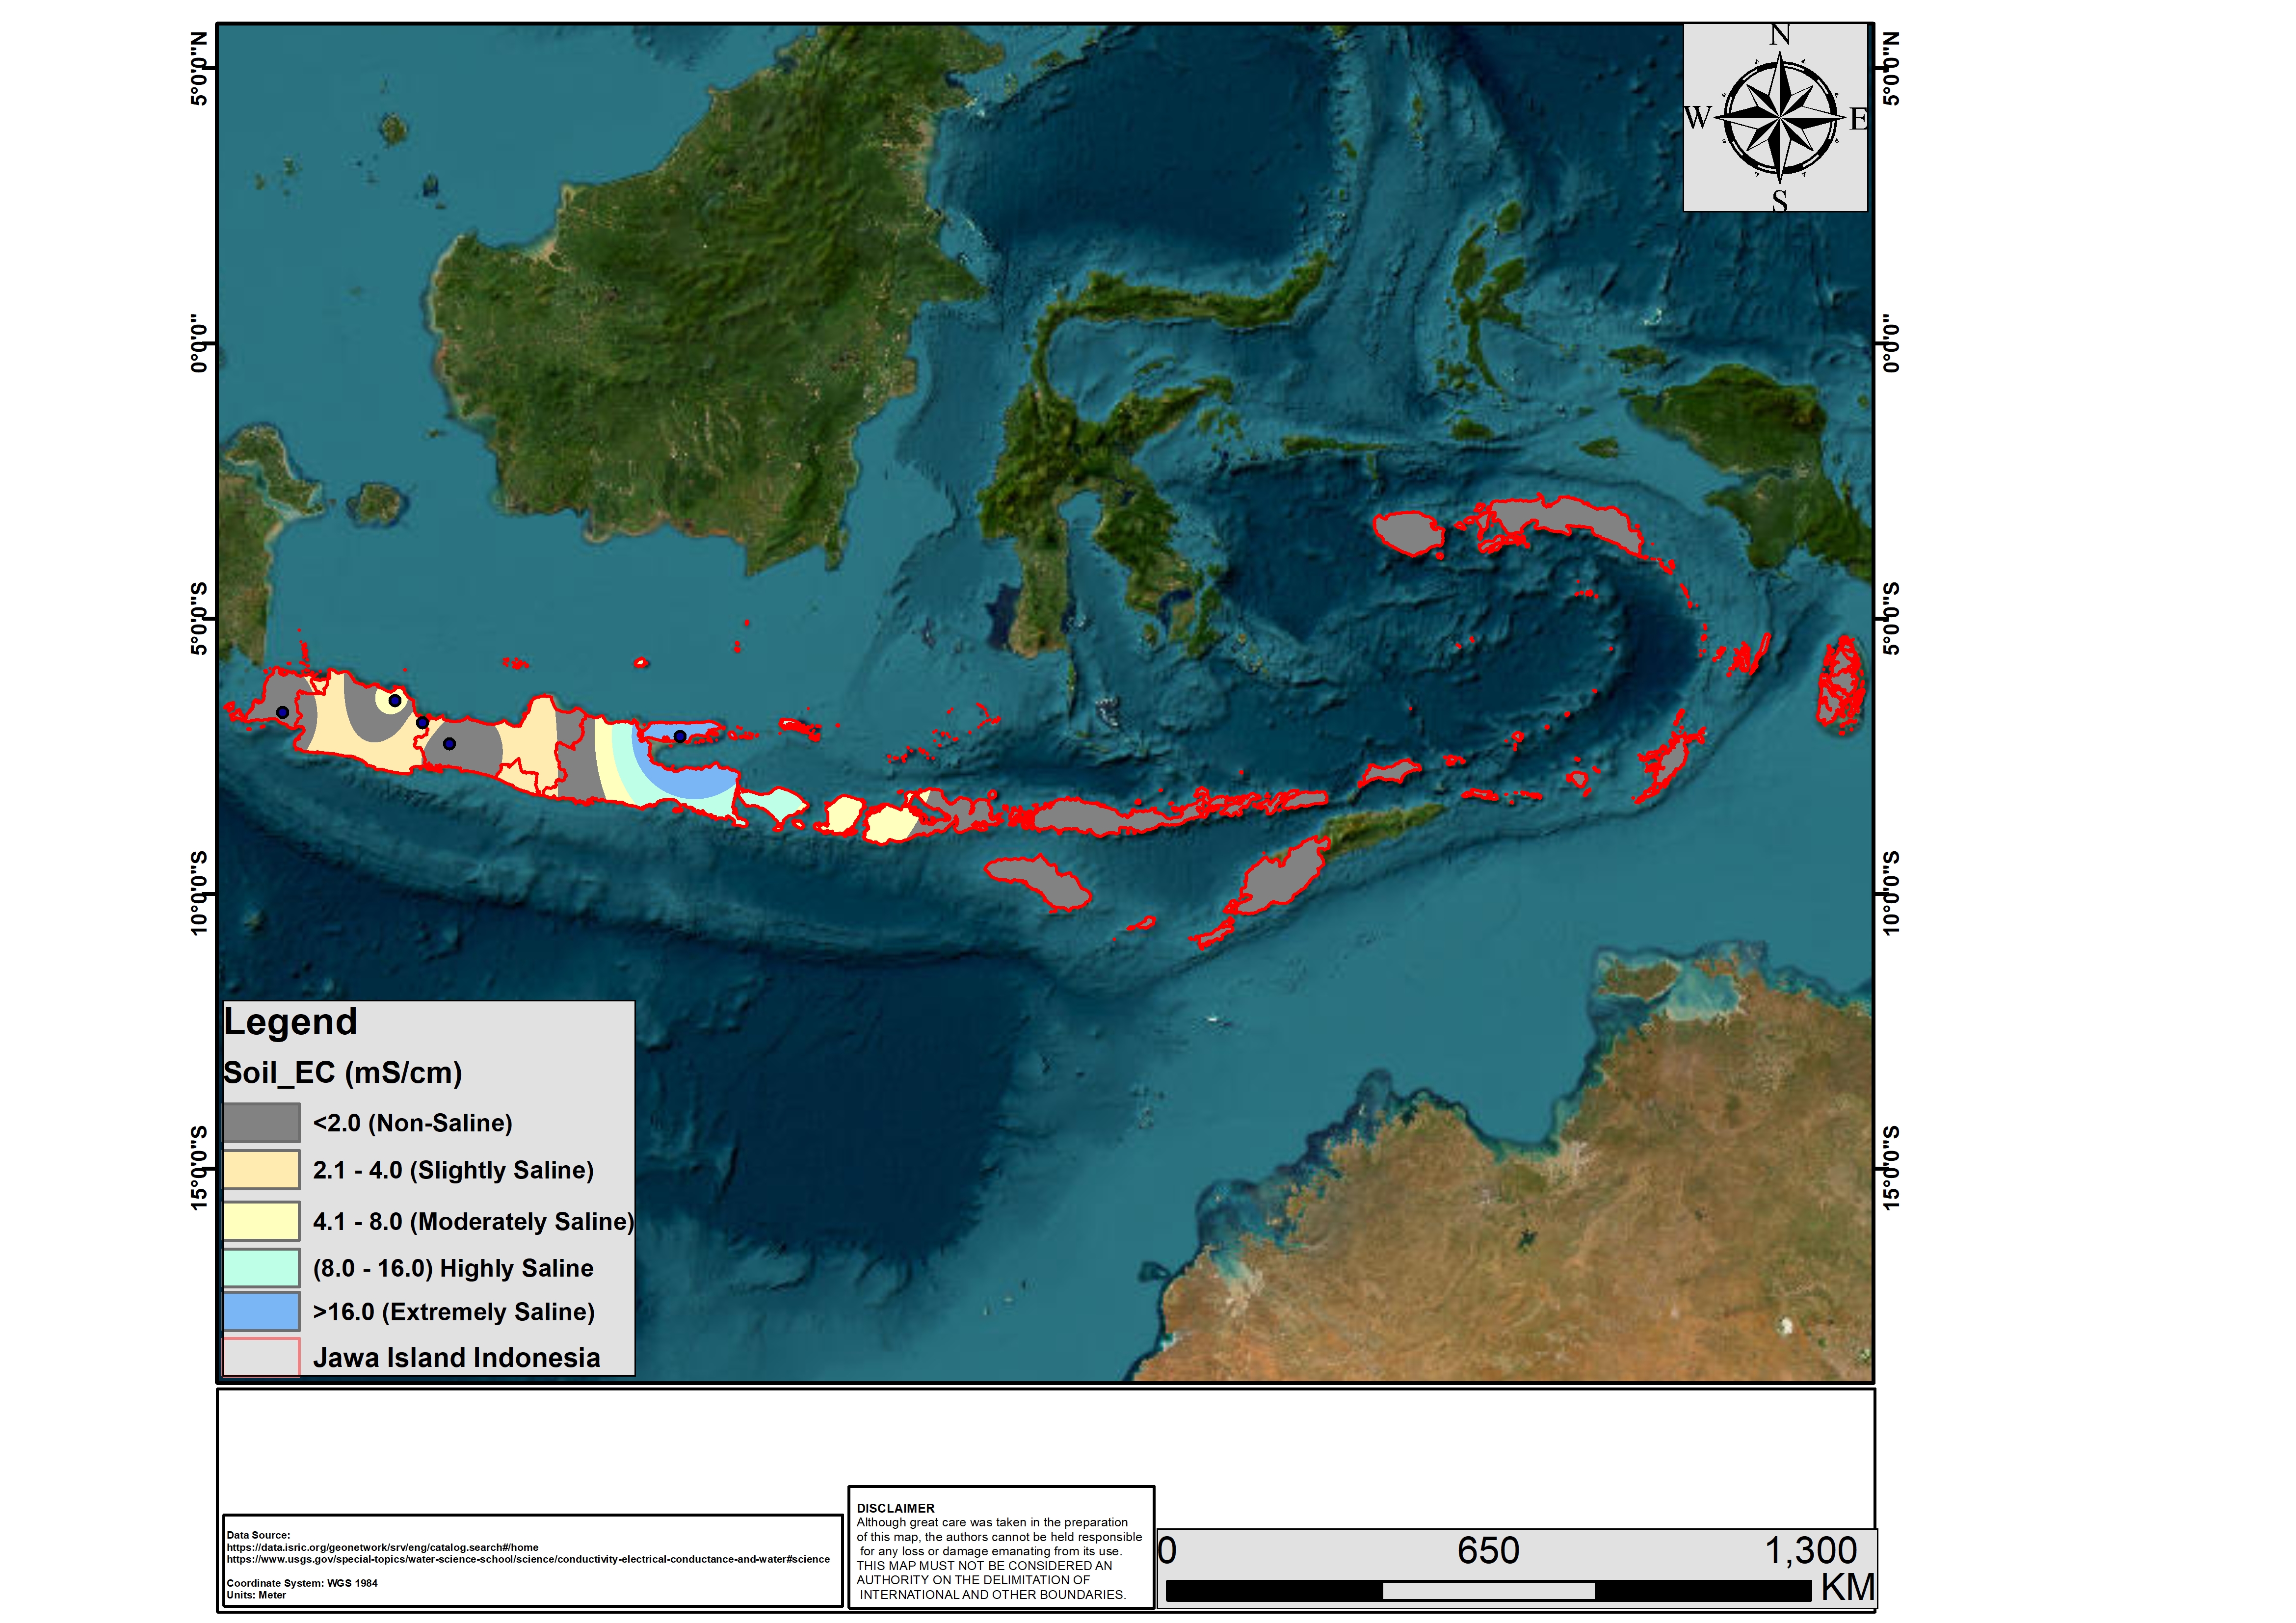 N
W
E
S
5°0'0"N
0°0'0"
5°0'0"S
10°0'0"S
15°0'0"S
5°0'0"N
0°0'0"
5°0'0"S
10°0'0"S
15°0'0"S
Legend
Soil_EC (mS/cm)
<2.0 (Non-Saline)
2.1 - 4.0 (Slightly Saline)
4.1 - 8.0 (Moderately Saline)
(8.0 - 16.0) Highly Saline
>16.0 (Extremely Saline)
Jawa Island Indonesia
Data Source:
https://data.isric.org/geonetwork/srv/eng/catalog.search#/home
https://www.usgs.gov/special-topics/water-science-school/science/conductivity-electrical-conductance-and-water#science
Coordinate System: WGS 1984
Units: Meter
DISCLAIMER
Although great care was taken in the preparation
of this map, the authors cannot be held responsible
for any loss or damage emanating from its use.
THIS MAP MUST NOT BE CONSIDERED AN
AUTHORITY ON THE DELIMITATION OF
INTERNATIONAL AND OTHER BOUNDARIES.
0 650 1,300
KM